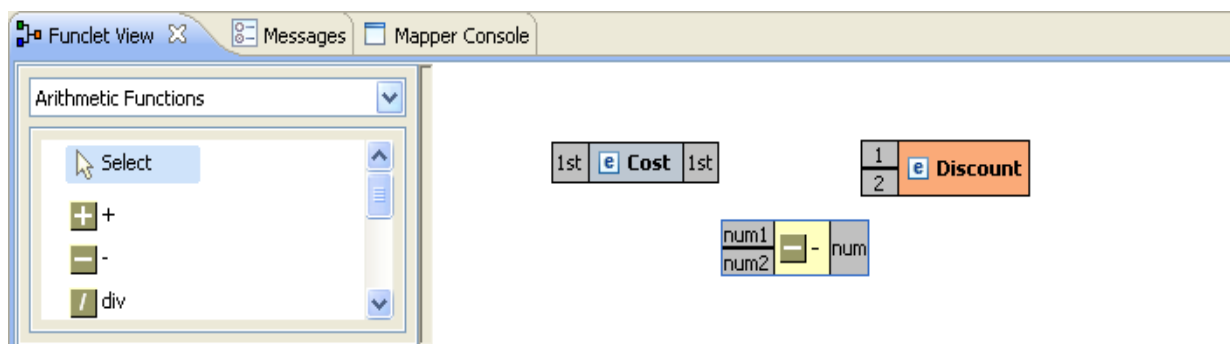 Funclet View Messages Mapper Console
Arithmetic Functions
Select
+
-
div
1st e Cost 1st
1
2
e Discount
num1
num2
- num